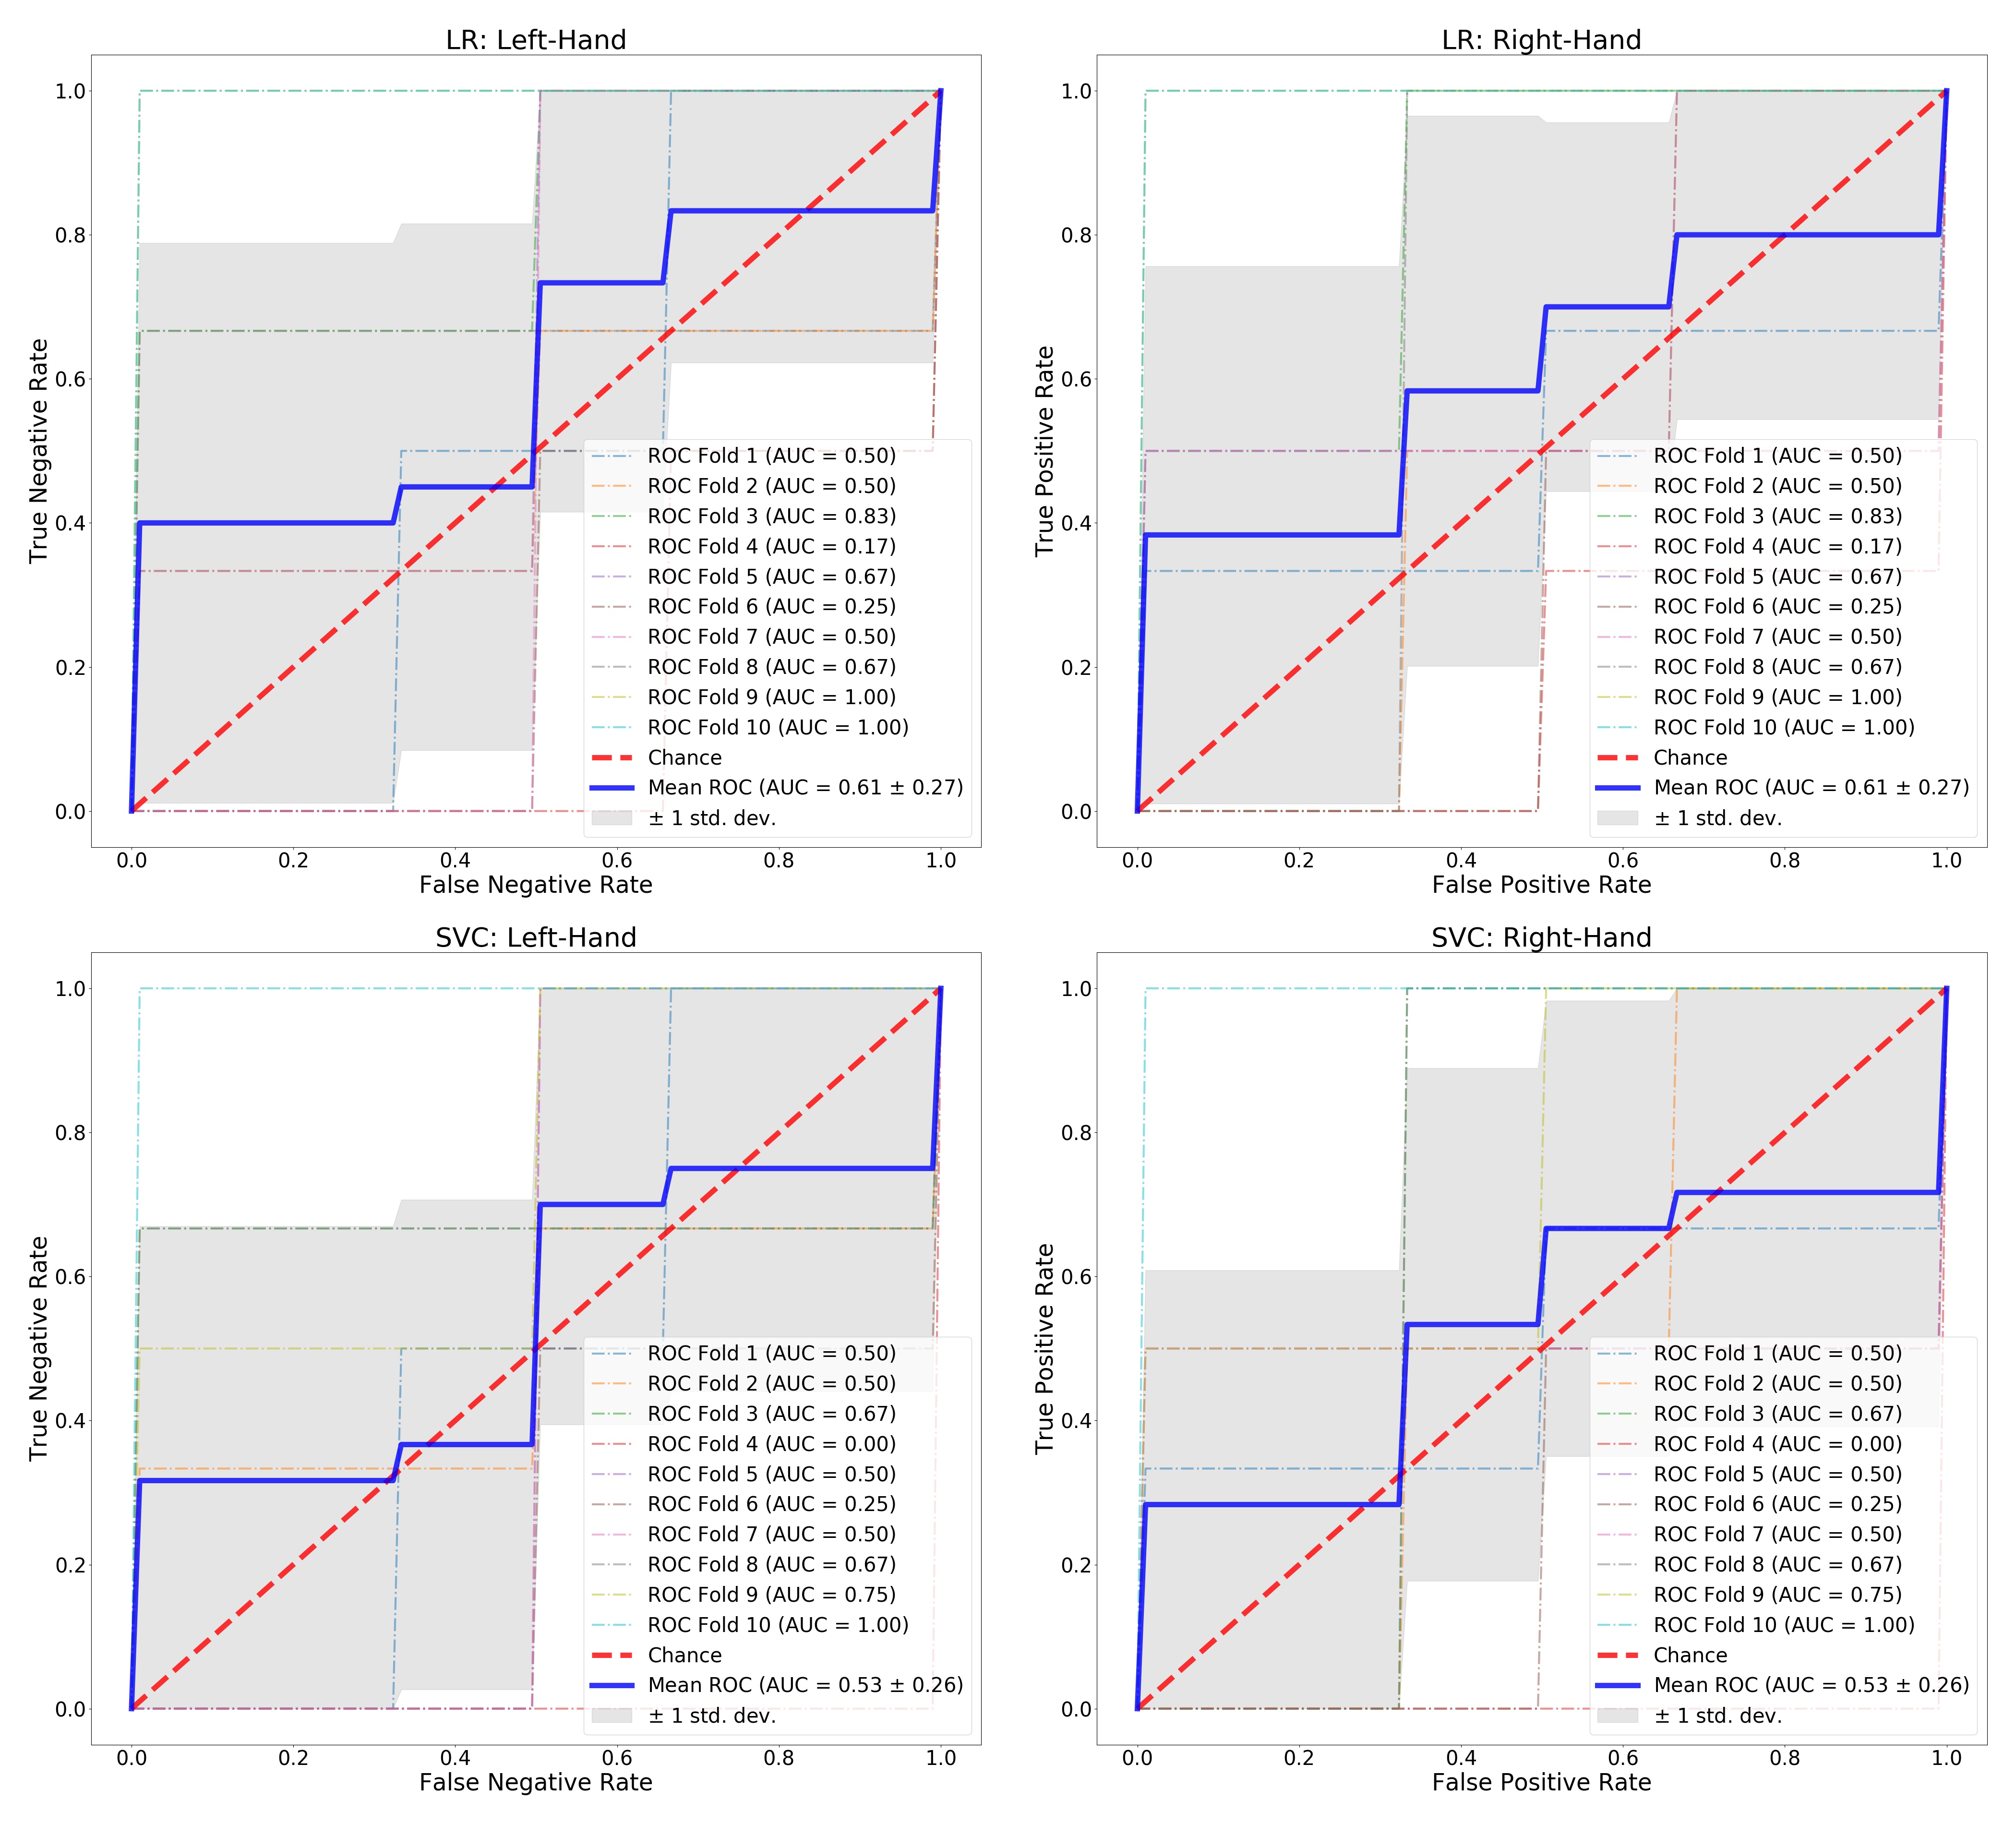 LR: Left-Hand
True Negative Rate
1.0
0.8
0.6
0.4
0.2
0.0
ROC Fold 1 (AUC = 0.50)
ROC Fold 2 (AUC = 0.50)
ROC Fold 3 (AUC = 0.83)
ROC Fold 4 (AUC = 0.17)
ROC Fold 5 (AUC = 0.67)
ROC Fold 6 (AUC = 0.25)
ROC Fold 7 (AUC = 0.50)
ROC Fold 8 (AUC = 0.67)
ROC Fold 9 (AUC = 1.00)
ROC Fold 10 (AUC = 1.00)
Chance
Mean ROC (AUC = 0.61 ± 0.27)
± 1 std. dev.
0.0 0.2 0.4 0.6 0.8 1.0
False Negative Rate
LR: Right-Hand
True Positive Rate
1.0
0.8
0.6
0.4
0.2
0.0
ROC Fold 1 (AUC = 0.50)
ROC Fold 2 (AUC = 0.50)
ROC Fold 3 (AUC = 0.83)
ROC Fold 4 (AUC = 0.17)
ROC Fold 5 (AUC = 0.67)
ROC Fold 6 (AUC = 0.25)
ROC Fold 7 (AUC = 0.50)
ROC Fold 8 (AUC = 0.67)
ROC Fold 9 (AUC = 1.00)
ROC Fold 10 (AUC = 1.00)
Chance
Mean ROC (AUC = 0.61 ± 0.27)
± 1 std. dev.
0.0 0.2 0.4 0.6 0.8 1.0
False Positive Rate
SVC: Left-Hand
True Negative Rate
1.0
0.8
0.6
0.4
0.2
0.0
ROC Fold 1 (AUC = 0.50)
ROC Fold 2 (AUC = 0.50)
ROC Fold 3 (AUC = 0.67)
ROC Fold 4 (AUC = 0.00)
ROC Fold 5 (AUC = 0.50)
ROC Fold 6 (AUC = 0.25)
ROC Fold 7 (AUC = 0.50)
ROC Fold 8 (AUC = 0.67)
ROC Fold 9 (AUC = 0.75)
ROC Fold 10 (AUC = 1.00)
Chance
Mean ROC (AUC = 0.53 ± 0.26)
± 1 std. dev.
0.0 0.2 0.4 0.6 0.8 1.0
False Negative Rate
SVC: Right-Hand
True Positive Rate
1.0
0.8
0.6
0.4
0.2
0.0
ROC Fold 1 (AUC = 0.50)
ROC Fold 2 (AUC = 0.50)
ROC Fold 3 (AUC = 0.67)
ROC Fold 4 (AUC = 0.00)
ROC Fold 5 (AUC = 0.50)
ROC Fold 6 (AUC = 0.25)
ROC Fold 7 (AUC = 0.50)
ROC Fold 8 (AUC = 0.67)
ROC Fold 9 (AUC = 0.75)
ROC Fold 10 (AUC = 1.00)
Chance
Mean ROC (AUC = 0.53 ± 0.26)
± 1 std. dev.
0.0 0.2 0.4 0.6 0.8 1.0
False Positive Rate